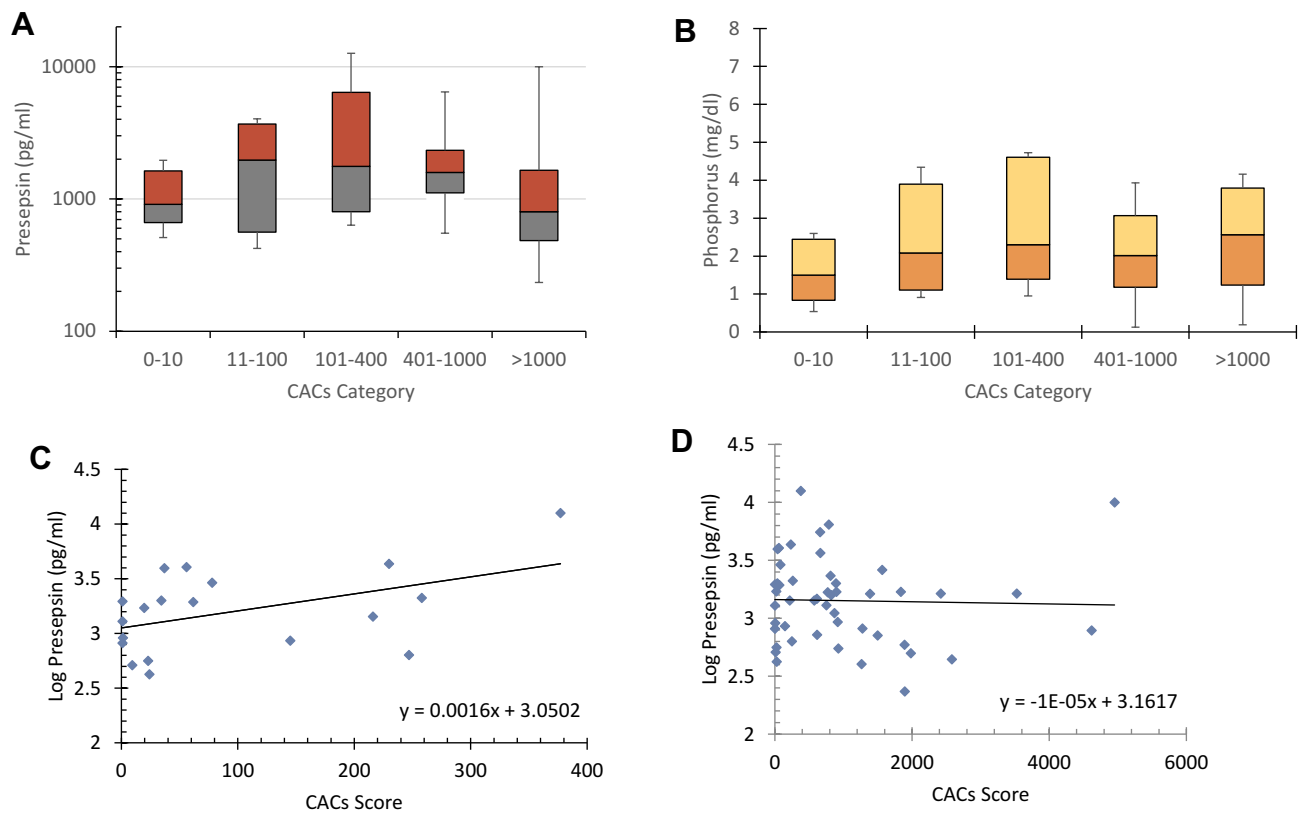 A
Presepsin (pg/ml)
10000
1000
100
0-10 11-100 101-400 401-1000 >1000
CACs Category
B
Phosphorus (mg/dl)
8
7
6
5
4
3
2
1
0
0-10 11-100 101-400 401-1000 >1000
CACs Category
C
Log Presepsin (pg/ml)
4.5
4
3.5
3
2.5
2
y = 0.0016x + 3.0502
0 100 200 300 400
CACs Score
D
Log Presepsin (pg/ml)
4.5
4
3.5
3
2.5
2
y = -1E-05x + 3.1617
0 2000 4000 6000
CACs Score